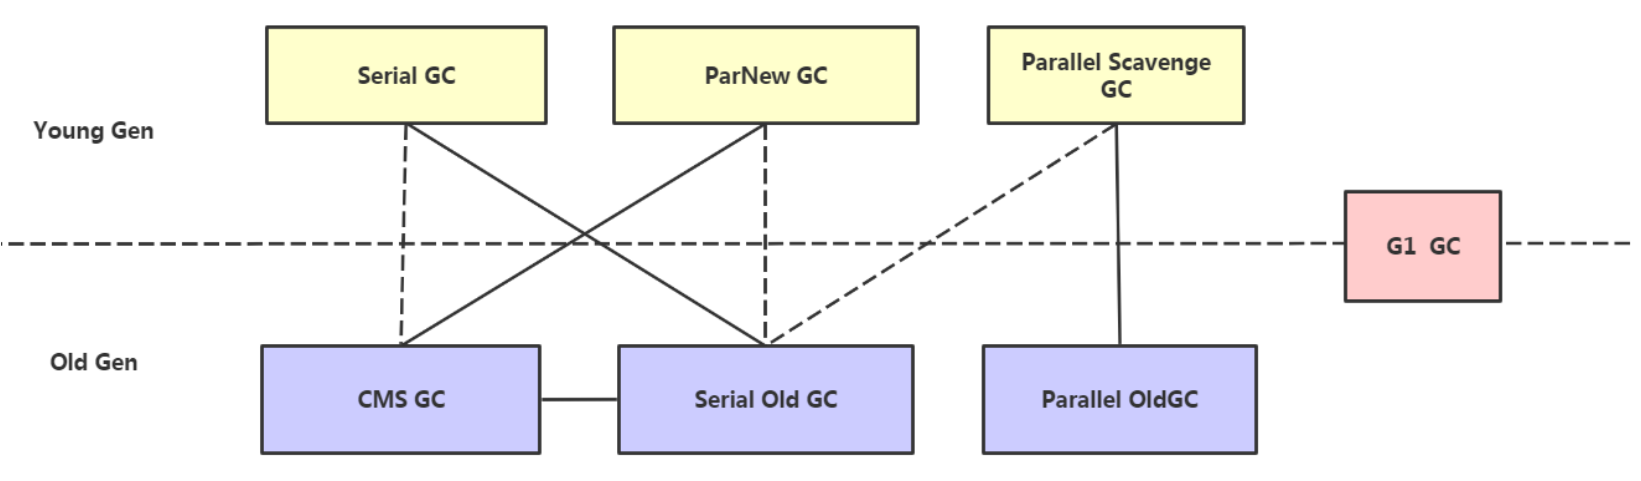 Serial GC
ParNew GC
Parallel Scavenge
GC
Young Gen
G1 GC
Old Gen
CMS GC
Serial Old GC
Parallel OldGC